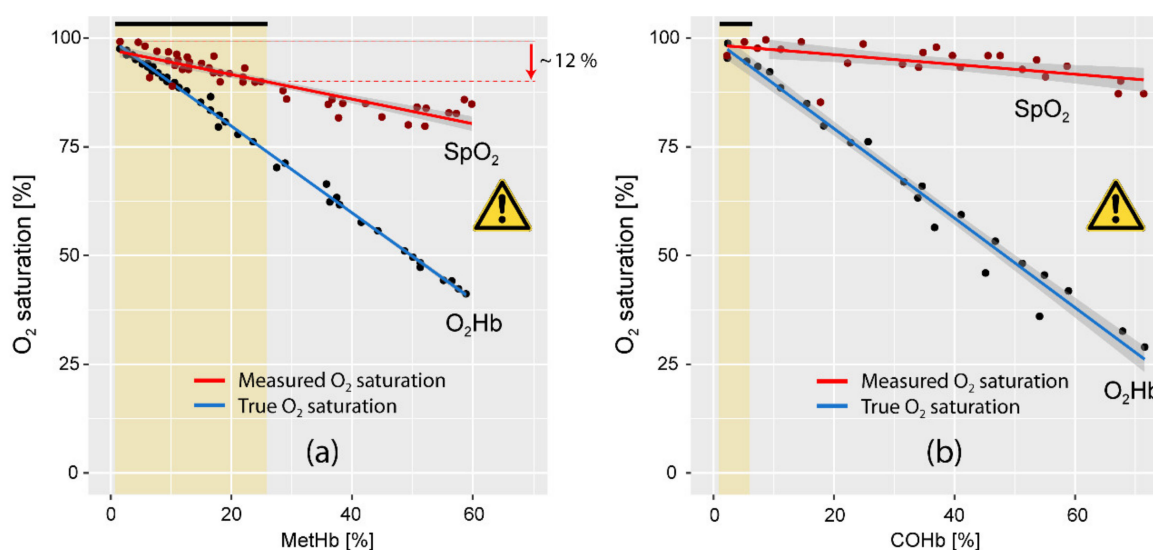 O₂ saturation [%]
100
75
50
25
0
~ 12 %
SpO₂
!
O₂Hb
Measured O₂ saturation
True O₂ saturation
(a)
0 20 40 60
MetHb [%]
O₂ saturation [%]
100
75
50
25
0
SpO₂
!
O₂Hb
Measured O₂ saturation
True O₂ saturation
(b)
0 20 40 60
COHb [%]